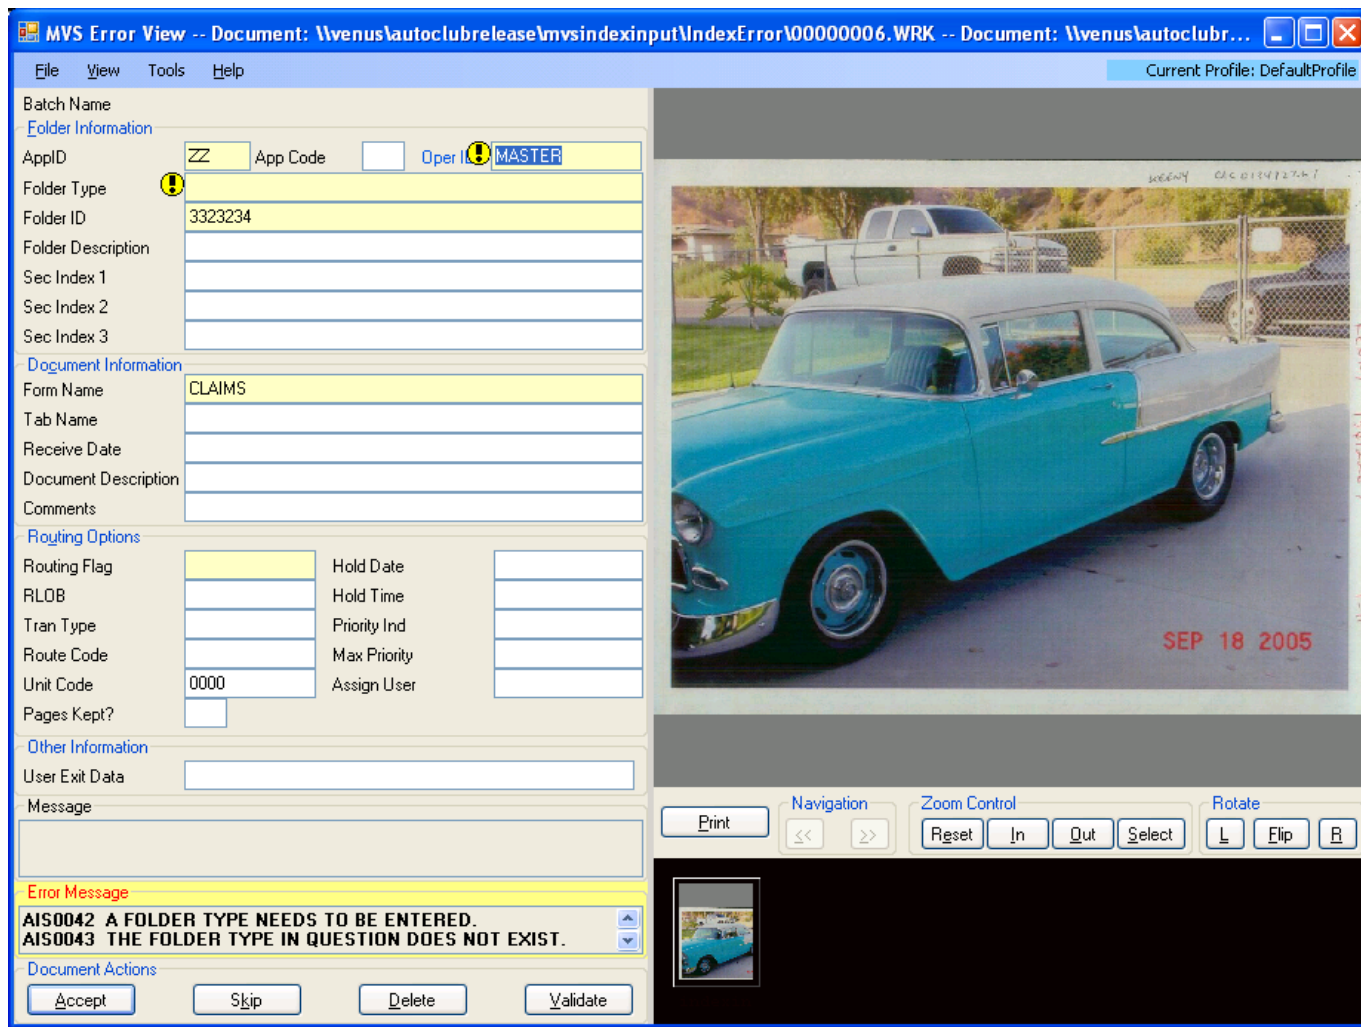 MVS Error View -- Document: \\venus\autoclubrelease\mvsindexinput\IndexError\00000006.WRK -- Document: \\venus\autoclubr...
File View Tools Help
Current Profile: DefaultProfile
Batch Name
Folder Information
AppID ZZ App Code Oper MASTER
Folder Type
Folder ID 3323234
Folder Description
Sec Index 1
Sec Index 2
Sec Index 3
Document Information
Form Name CLAIMS
Tab Name
Receive Date
Document Description
Comments
Routing Options
Routing Flag Hold Date
RLOB Hold Time
Tran Type Priority Ind
Route Code Max Priority
Unit Code 0000 Assign User
Pages Kept?
Other Information
User Exit Data
Message
Error Message
AIS0042 A FOLDER TYPE NEEDS TO BE ENTERED.
AIS0043 THE FOLDER TYPE IN QUESTION DOES NOT EXIST.
Document Actions
Accept Skip Delete Validate
SEP 18 2005
Print
Navigation
<< >>
Zoom Control
Reset In Out Select
Rotate
L Flip R